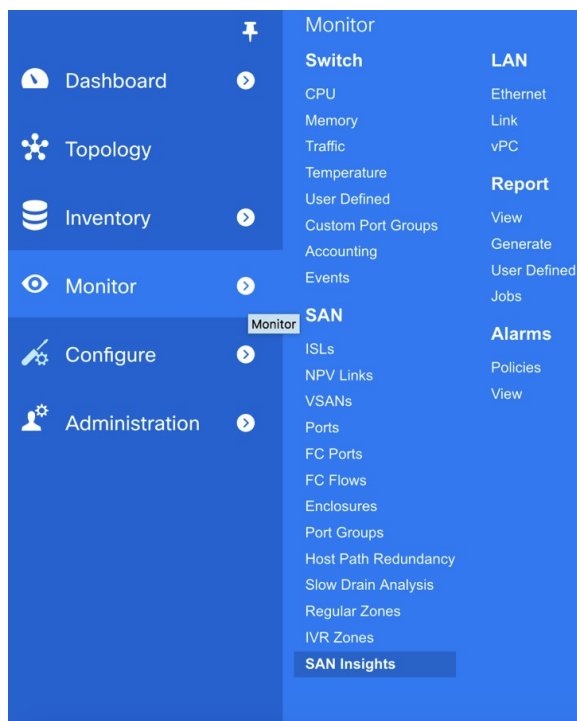 Dashboard
Topology
Inventory
Monitor
Monitor
Configure
Administration
Monitor
Switch
CPU
Memory
Traffic
Temperature
User Defined
Custom Port Groups
Accounting
Events
SAN
ISLs
NPV Links
VSANs
Ports
FC Ports
FC Flows
Enclosures
Port Groups
Host Path Redundancy
Slow Drain Analysis
Regular Zones
IVR Zones
SAN Insights
LAN
Ethernet
Link
vPC
Report
View
Generate
User Defined
Jobs
Alarms
Policies
View